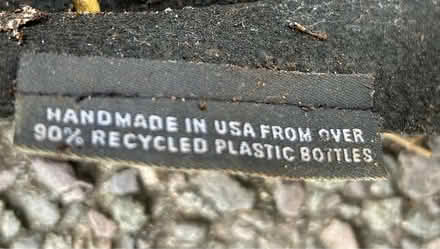 HANDMADE IN USA FROM OVER
90% RECYCLED PLASTIC BOTTLES